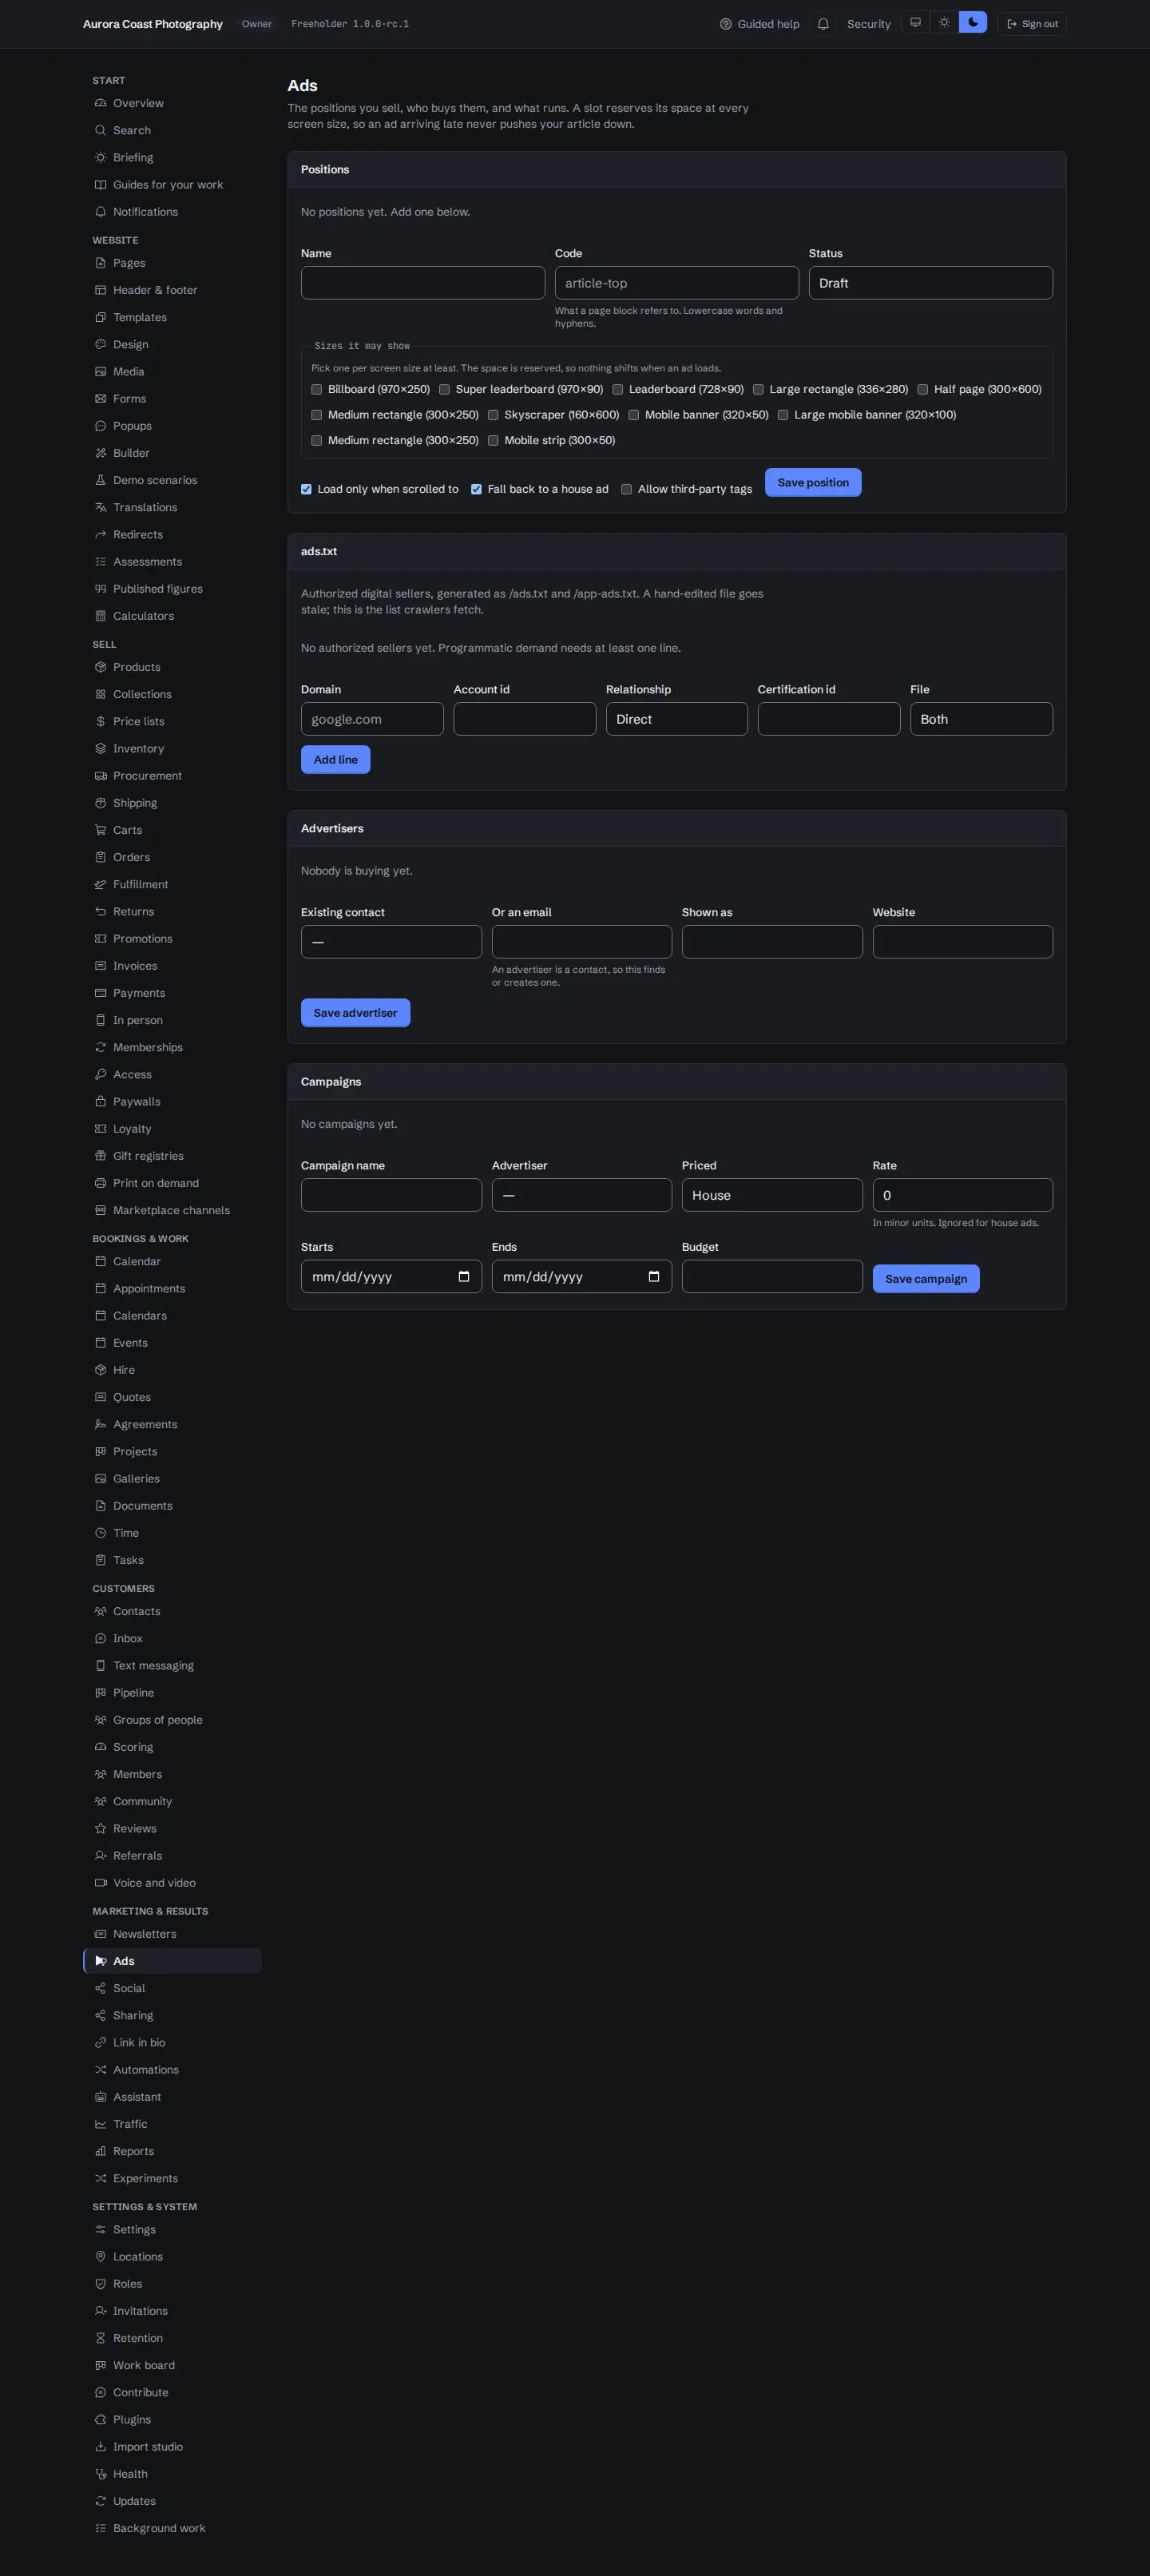 Aurora Coast Photography
Owner
Freeholder 1.0.0-rc.1
Guided help
Security
Sign out
START
Overview
Search
Briefing
Guides for your work
Notifications
WEBSITE
Pages
Header & footer
Templates
Design
Media
Forms
Popups
Builder
Demo scenarios
Translations
Redirects
Assessments
Published figures
Calculators
SELL
Products
Collections
Price lists
Inventory
Procurement
Shipping
Carts
Orders
Fulfillment
Returns
Promotions
Invoices
Payments
In person
Memberships
Access
Paywalls
Loyalty
Gift registries
Print on demand
Marketplace channels
BOOKINGS & WORK
Calendar
Appointments
Calendars
Events
Hire
Quotes
Agreements
Projects
Galleries
Documents
Time
Tasks
CUSTOMERS
Contacts
Inbox
Text messaging
Pipeline
Groups of people
Scoring
Members
Community
Reviews
Referrals
Voice and video
MARKETING & RESULTS
Newsletters
Ads
Social
Sharing
Link in bio
Automations
Assistant
Traffic
Reports
Experiments
SETTINGS & SYSTEM
Settings
Locations
Roles
Invitations
Retention
Work board
Contribute
Plugins
Import studio
Health
Updates
Background work
Ads
The positions you sell, who buys them, and what runs. A slot reserves its space at every
screen size, so an ad arriving late never pushes your article down.
Positions
No positions yet. Add one below.
Name
Code
Status
article-top
Draft
What a page block refers to. Lowercase words and
hyphens.
Sizes it may show
Pick one per screen size at least. The space is reserved, so nothing shifts when an ad loads.
Billboard (970×250) Super leaderboard (970×90) Leaderboard (728×90) Large rectangle (336×280) Half page (300×600)
Medium rectangle (300×250) Skyscraper (160×600) Mobile banner (320×50) Large mobile banner (320×100)
Medium rectangle (300×250) Mobile strip (300×50)
Load only when scrolled to Fall back to a house ad Allow third-party tags Save position
ads.txt
Authorized digital sellers, generated as /ads.txt and /app-ads.txt. A hand-edited file goes
stale; this is the list crawlers fetch.
No authorized sellers yet. Programmatic demand needs at least one line.
Domain
Account id
Relationship
Certification id
File
google.com
Direct
Both
Add line
Advertisers
Nobody is buying yet.
Existing contact
Or an email
Shown as
Website
—
An advertiser is a contact, so this finds
or creates one.
Save advertiser
Campaigns
No campaigns yet.
Campaign name
Advertiser
Priced
Rate
—
House
0
In minor units. Ignored for house ads.
Starts
Ends
Budget
mm/dd/yyyy
mm/dd/yyyy
Save campaign